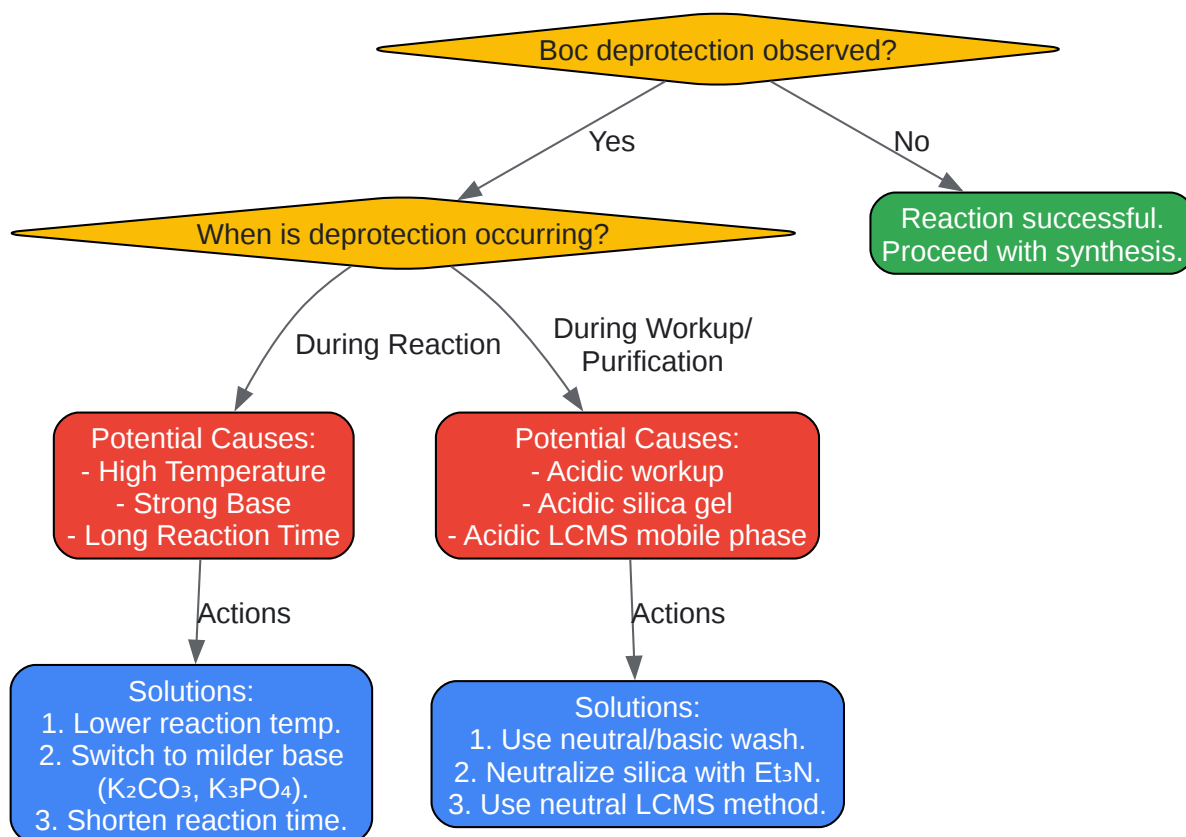 Boc deprotection observed?
Yes
No
When is deprotection occurring?
Reaction successful.
Proceed with synthesis.
During Reaction
During Workup/
Purification
Potential Causes:
- High Temperature
- Strong Base
- Long Reaction Time
Potential Causes:
- Acidic workup
- Acidic silica gel
- Acidic LCMS mobile phase
Actions
Actions
Solutions:
1. Lower reaction temp.
2. Switch to milder base
(K₂CO₃, K₃PO₄).
3. Shorten reaction time.
Solutions:
1. Use neutral/basic wash.
2. Neutralize silica with Et₃N.
3. Use neutral LCMS method.